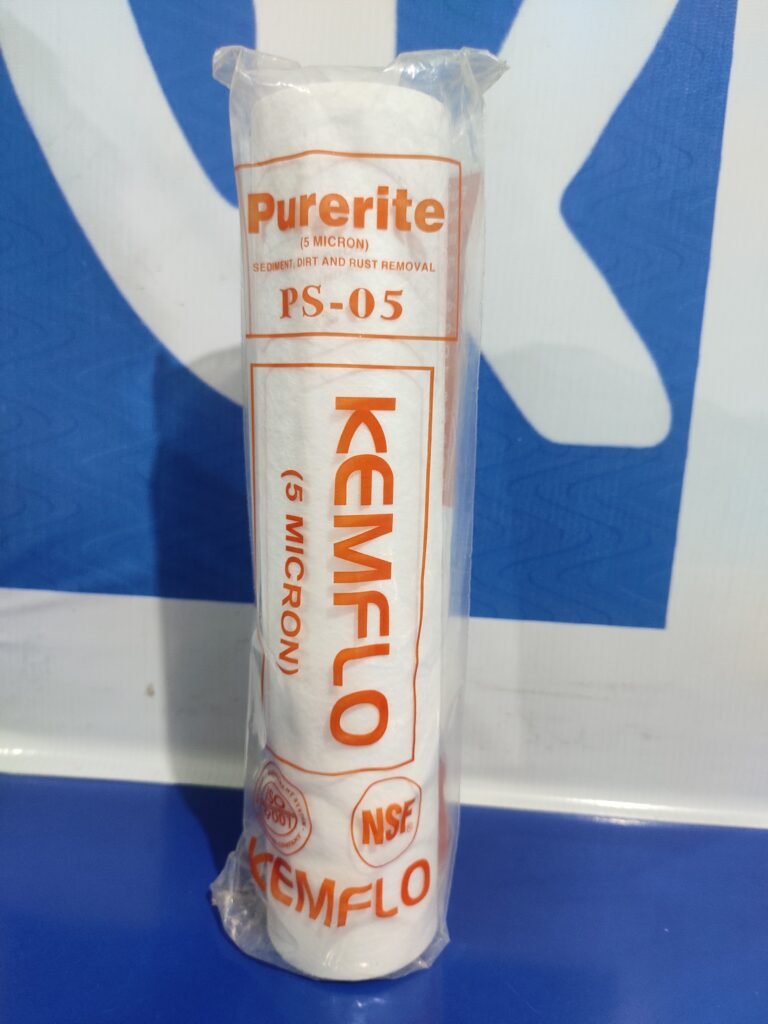 Purerite
(5 MICRON)
SEDIMENT, DIRT AND RUST REMOVAL
PS-05
KEMFLO
(5 MICRON)
ISO
9001
NSF
KEMFLO